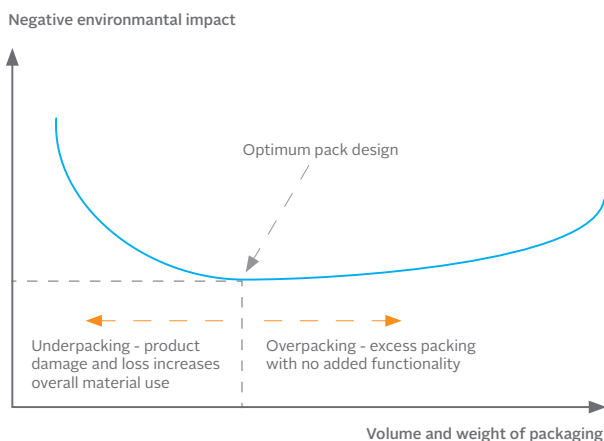 Negative environmantal impact
Optimum pack design
Underpacking - product
damage and loss increases
overall material use
Overpacking - excess packing
with no added functionality
Volume and weight of packaging